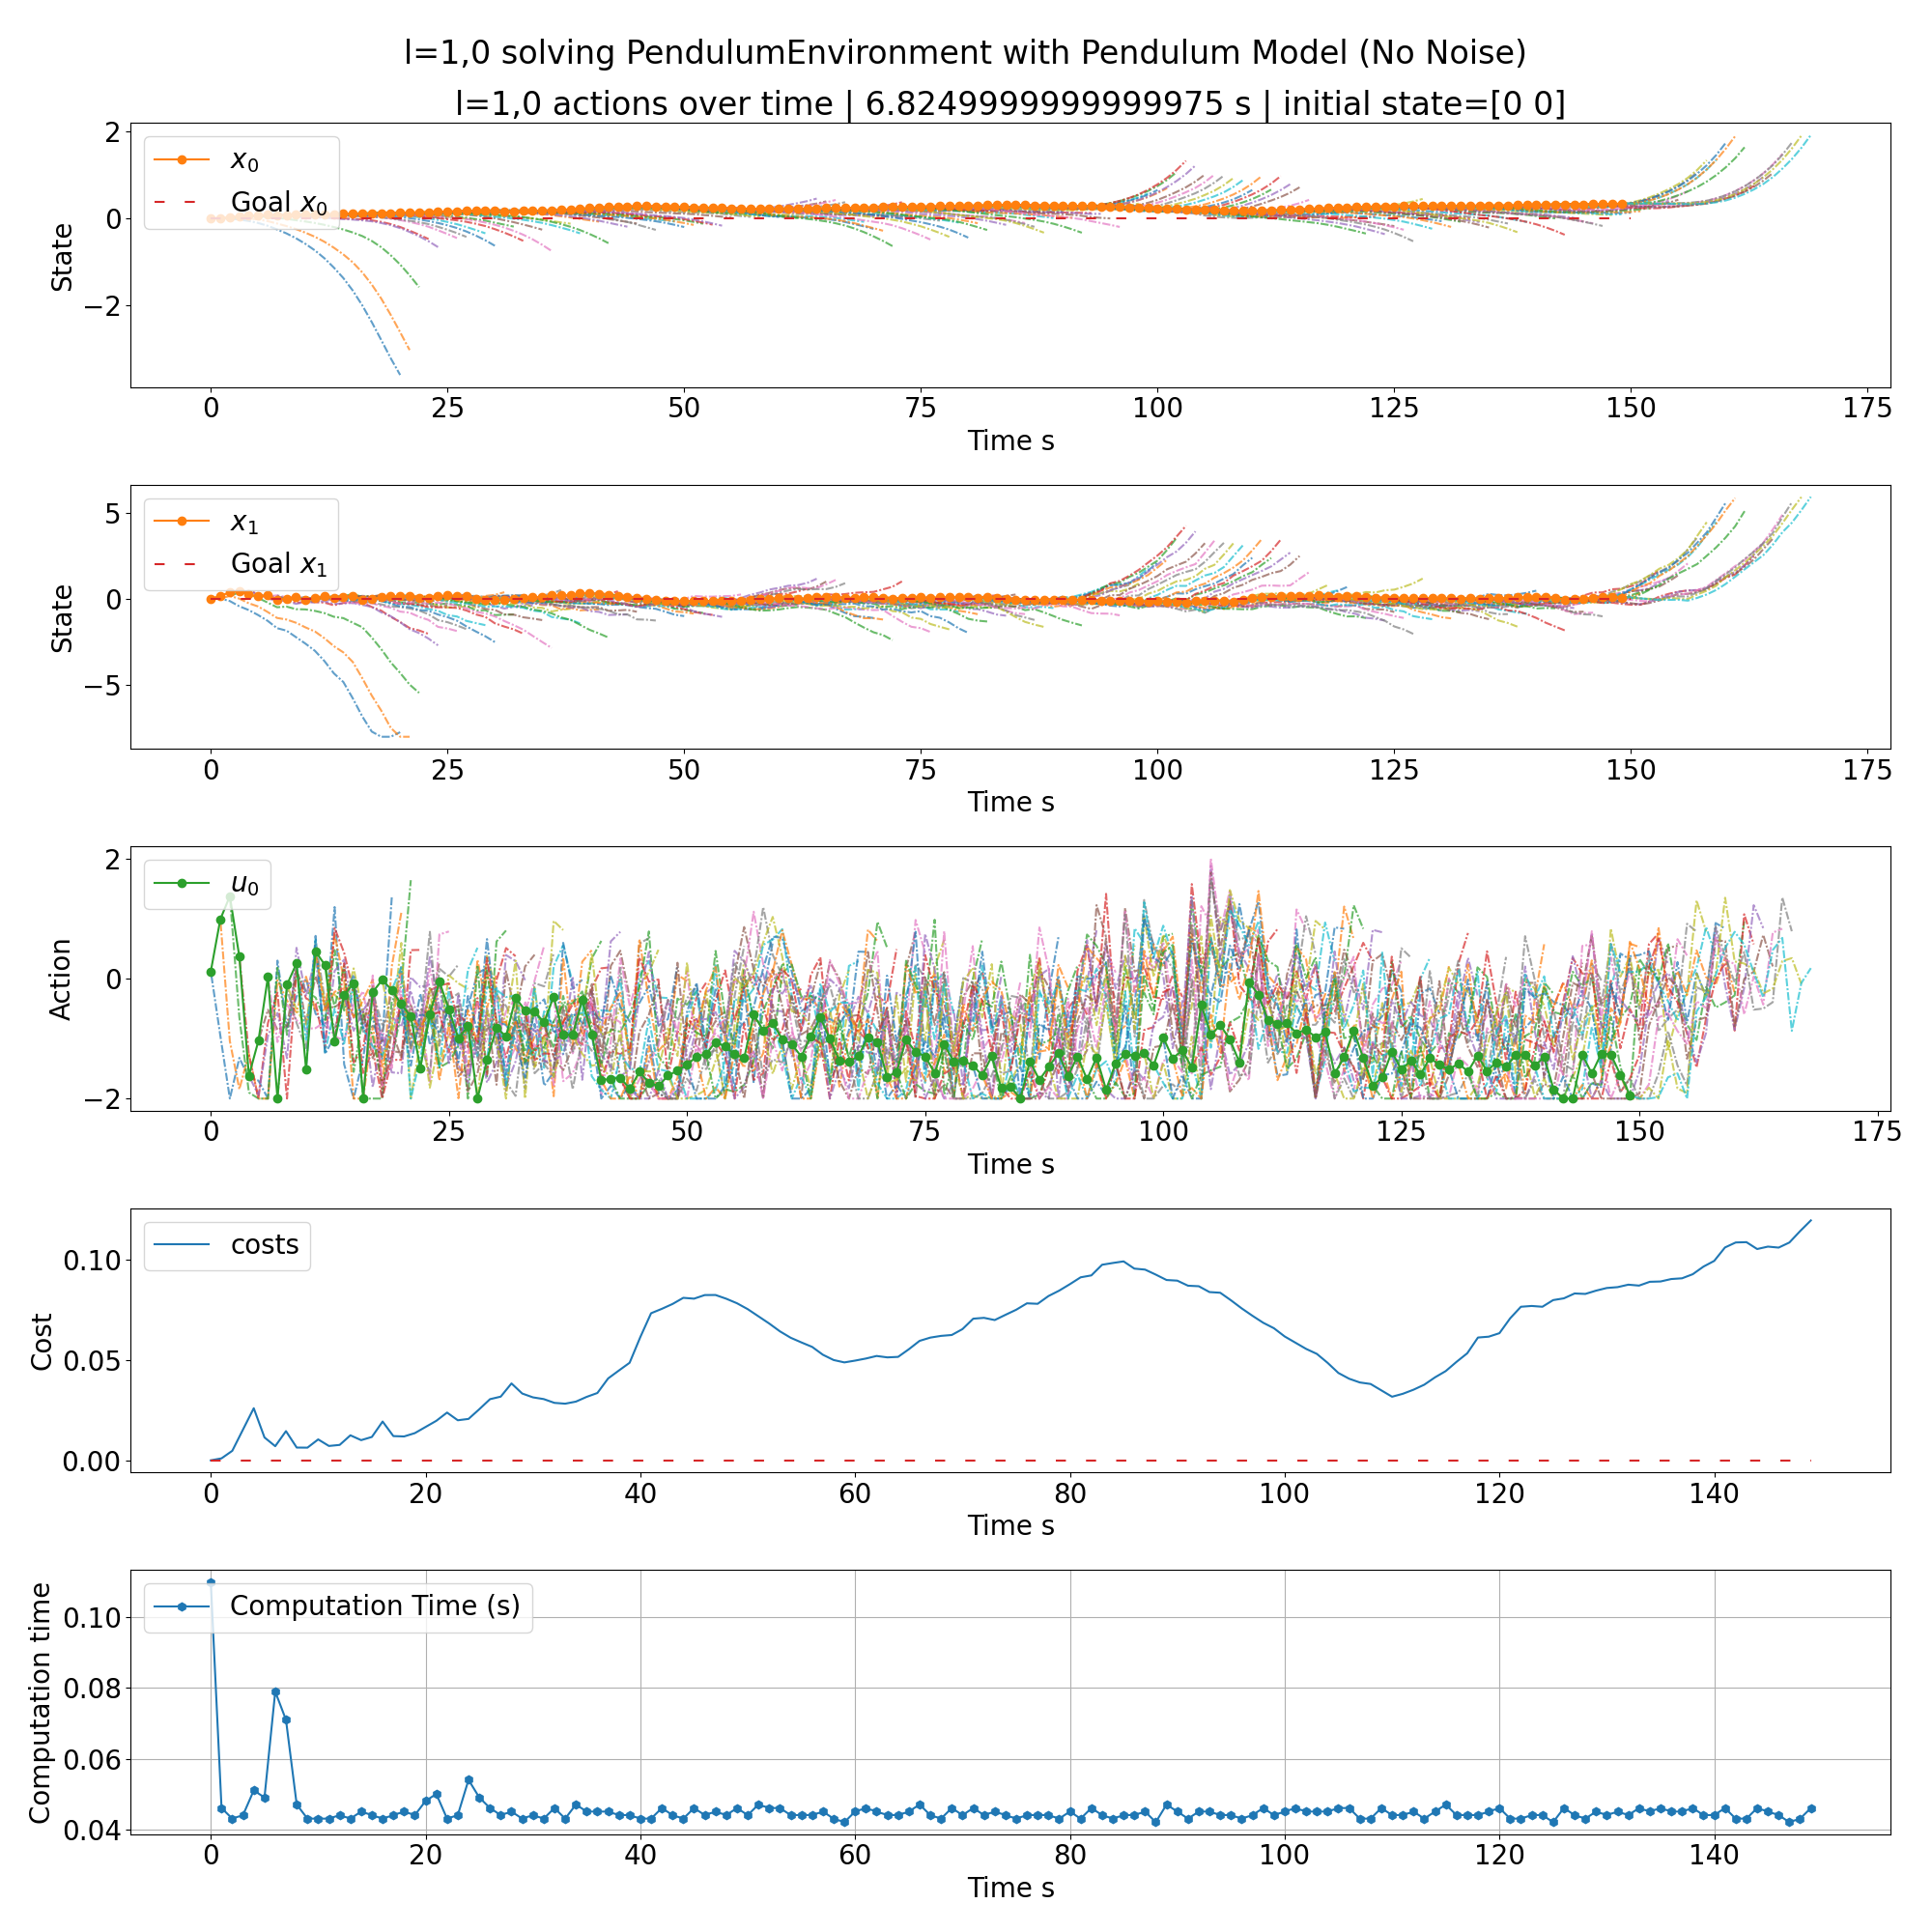 l=1,0 solving PendulumEnvironment with Pendulum Model (No Noise)
l=1,0 actions over time | 6.8249999999999975 s | initial state=[0 0]
x0
Goal x0
State
2
0
−2
0 25 50 75 100 125 150 175
Time s
x1
Goal x1
State
5
0
−5
0 25 50 75 100 125 150 175
Time s
u0
Action
2
0
−2
0 25 50 75 100 125 150 175
Time s
costs
Cost
0.10
0.05
0.00
0 20 40 60 80 100 120 140
Time s
Computation Time (s)
Computation time
0.10
0.08
0.06
0.04
0 20 40 60 80 100 120 140
Time s